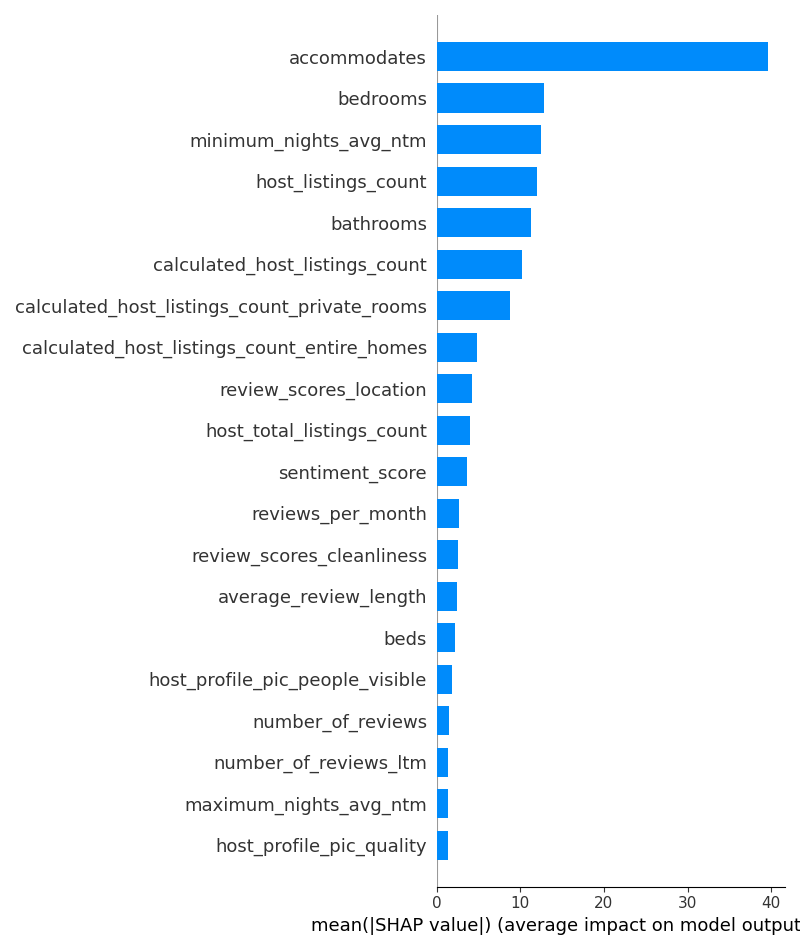 accommodates
bedrooms
minimum_nights_avg_ntm
host_listings_count
bathrooms
calculated_host_listings_count
calculated_host_listings_count_private_rooms
calculated_host_listings_count_entire_homes
review_scores_location
host_total_listings_count
sentiment_score
reviews_per_month
review_scores_cleanliness
average_review_length
beds
host_profile_pic_people_visible
number_of_reviews
number_of_reviews_ltm
maximum_nights_avg_ntm
host_profile_pic_quality
0 10 20 30 40
mean(|SHAP value|) (average impact on model output